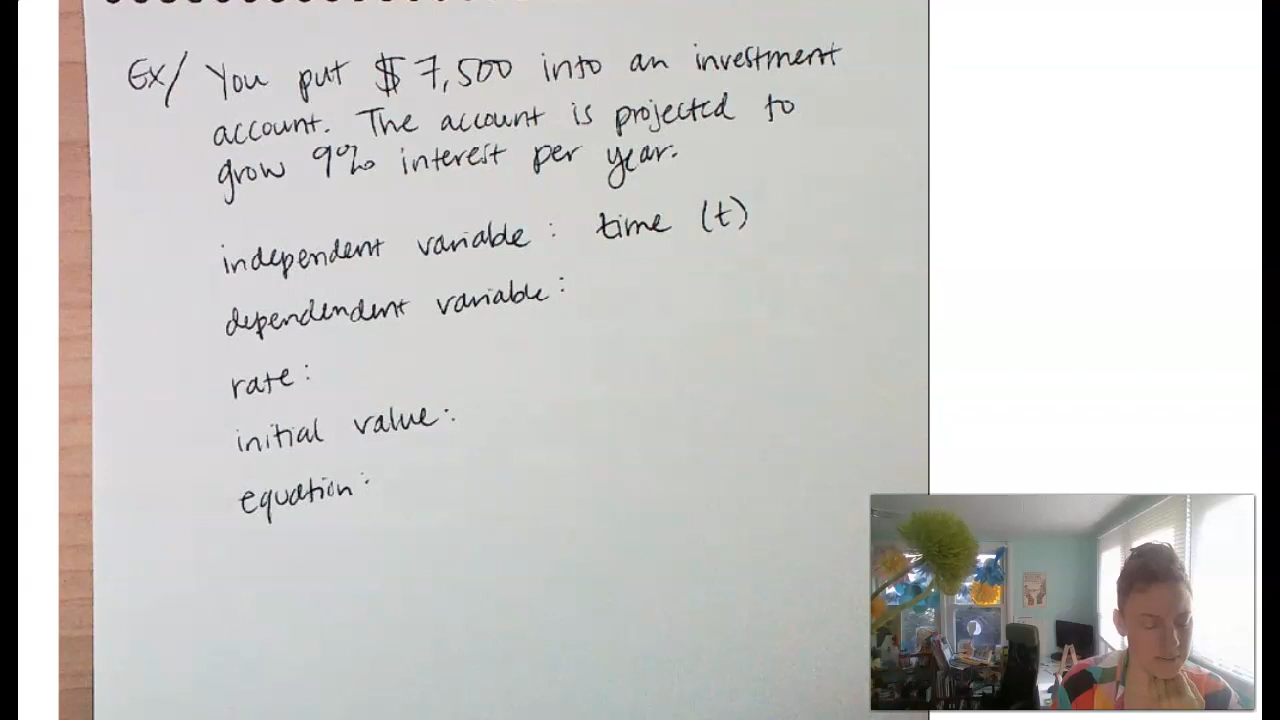 Ex/ You put $7,500 into an investment
account. The account is projected to
grow 9% interest per year.
independent variable: time (t)
dependendent variable:
rate:
initial value:
equation: